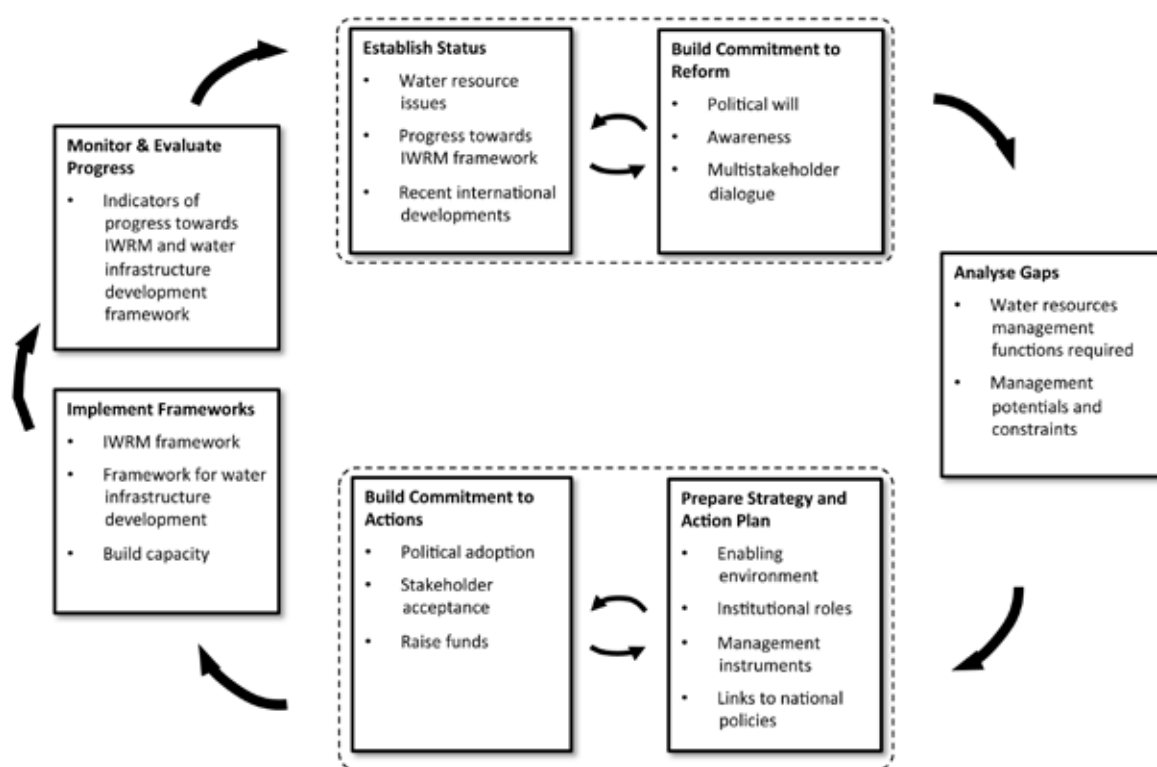 Establish Status
• Water resource
issues
• Progress towards
IWRM framework
• Recent international
developments
Build Commitment to
Reform
• Political will
• Awareness
• Multistakeholder
dialogue
Monitor & Evaluate
Progress
• Indicators of
progress towards
IWRM and water
infrastructure
development
framework
Analyse Gaps
• Water resources
management
functions required
• Management
potentials and
constraints
Implement Frameworks
• IWRM framework
• Framework for water
infrastructure
development
• Build capacity
Build Commitment to
Actions
• Political adoption
• Stakeholder
acceptance
• Raise funds
Prepare Strategy and
Action Plan
• Enabling
environment
• Institutional roles
• Management
instruments
• Links to national
policies